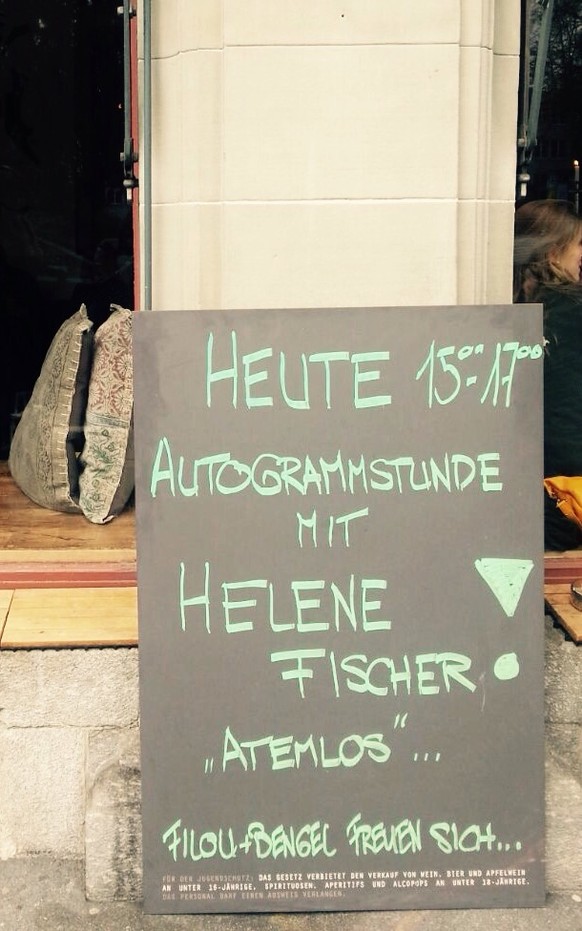 HEUTE 15⁰⁰-17⁰⁰
AUTOGRAMMSTUNDE
MIT
HELENE
FISCHER!
„ATEMLOS“...
FILOU+BENGEL FREUEN SICH...
FÜR DEN JUGENDSCHUTZ: DAS GESETZ VERBIETET DEN VERKAUF VON WEIN, BIER UND APFELWEIN
AN UNTER 16-JÄHRIGE, SPIRITUOSEN, APERITIFS UND ALCOPOPS AN UNTER 18-JÄHRIGE.
DAS PERSONAL DARF EINEN AUSWEIS VERLANGEN.